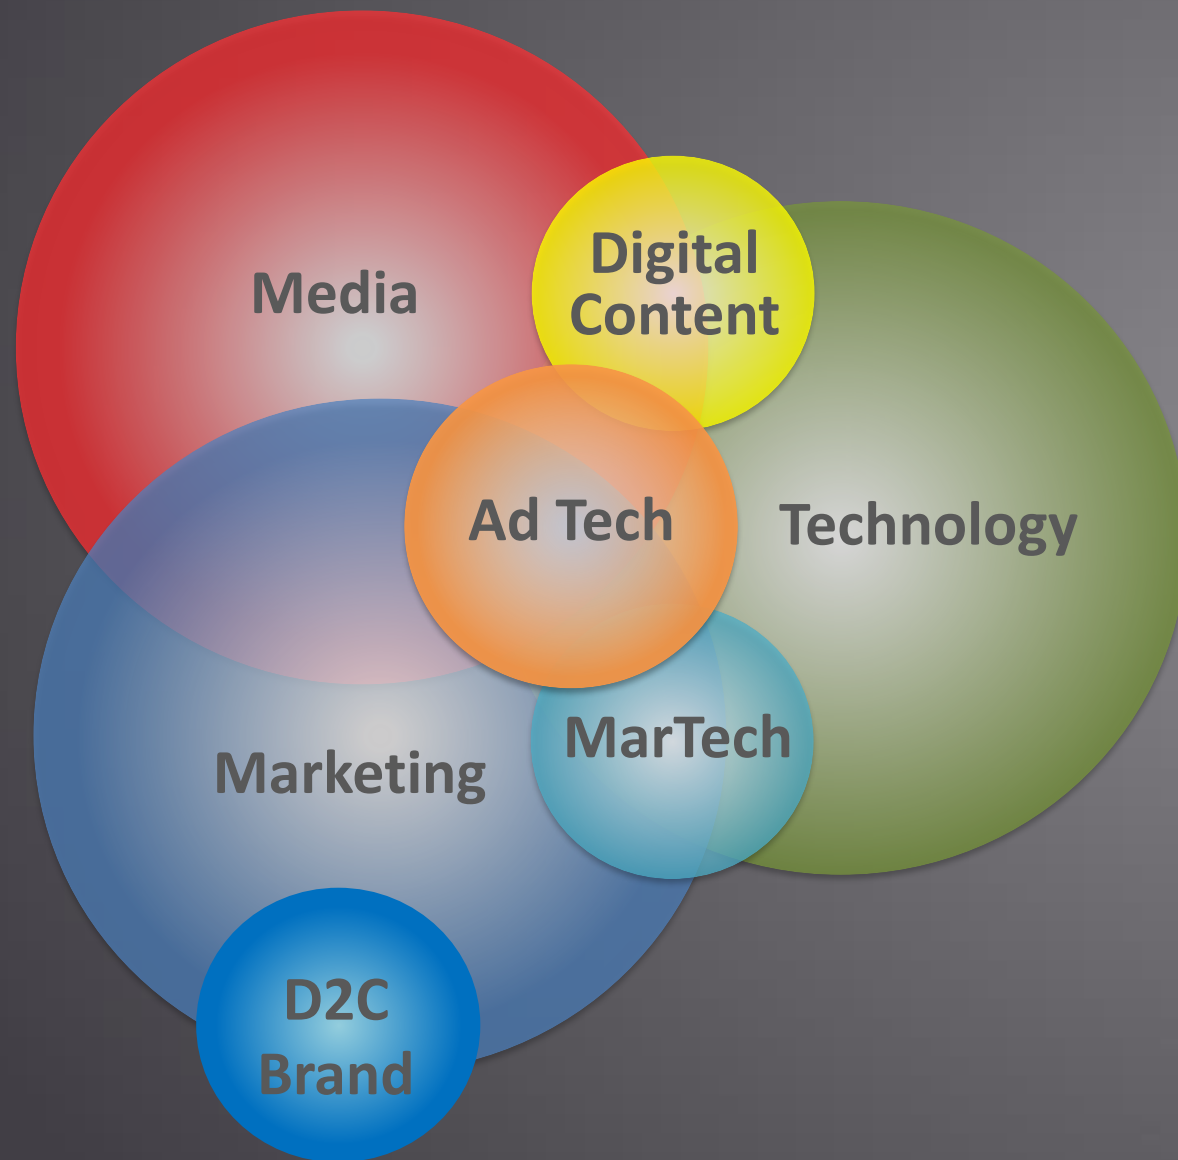 Media
Digital
Content
Ad Tech
Technology
MarTech
Marketing
D2C
Brand